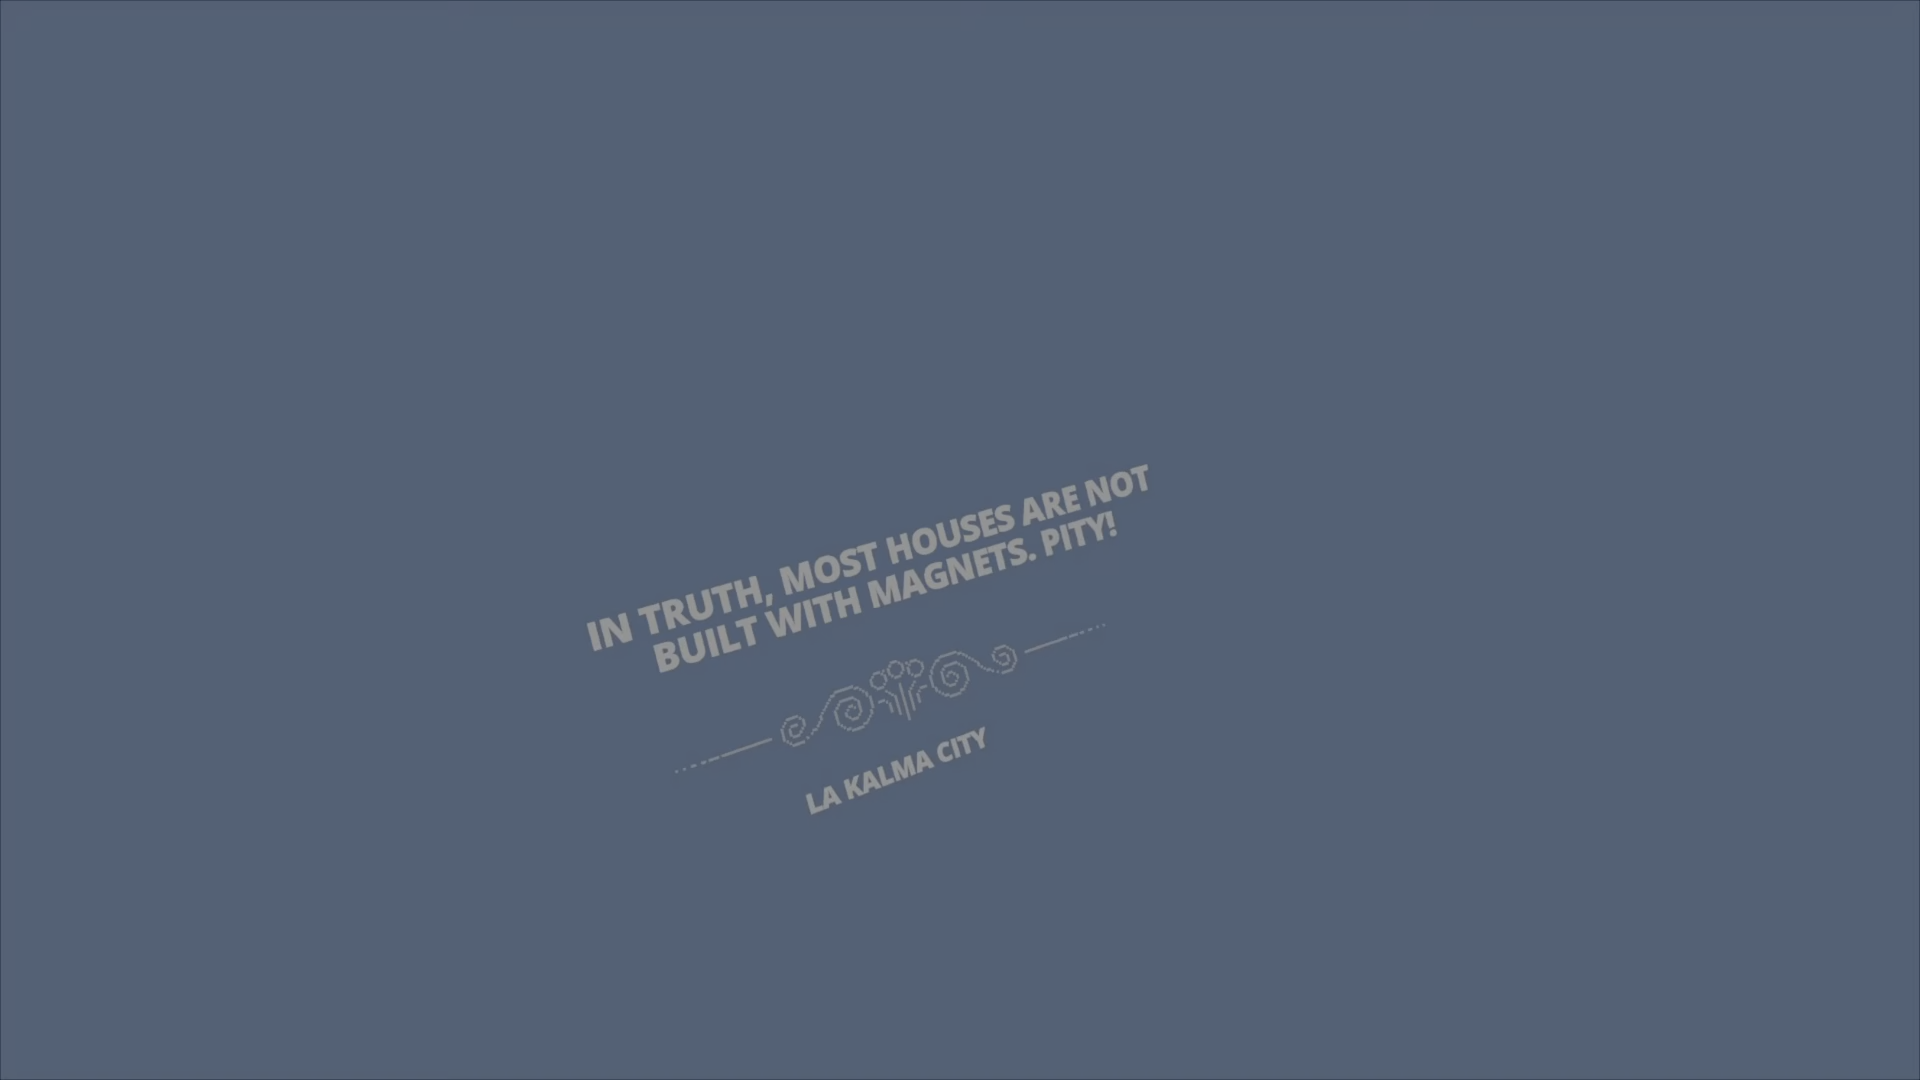 IN TRUTH, MOST HOUSES ARE NOT
BUILT WITH MAGNETS. PITY!
LA KALMA CITY